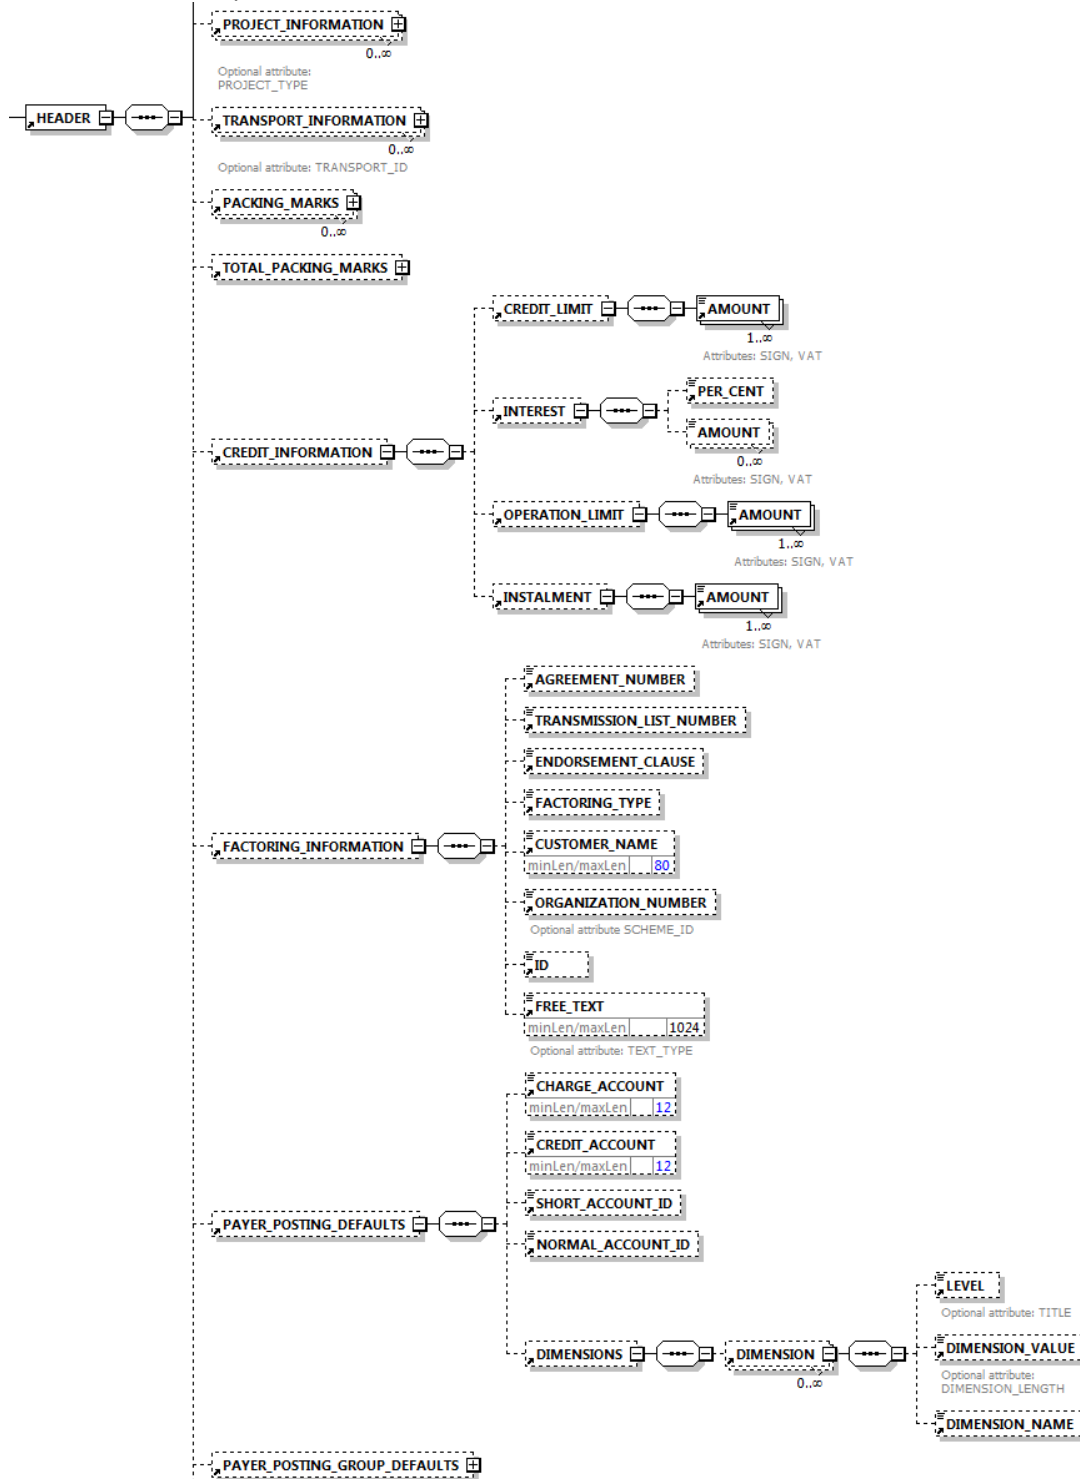 PROJECT_INFORMATION
0..∞
Optional attribute:
PROJECT_TYPE
HEADER
TRANSPORT_INFORMATION
0..∞
Optional attribute: TRANSPORT_ID
PACKING_MARKS
0..∞
TOTAL_PACKING_MARKS
CREDIT_LIMIT
AMOUNT
1..∞
Attributes: SIGN, VAT
PER_CENT
INTEREST
AMOUNT
0..∞
Attributes: SIGN, VAT
CREDIT_INFORMATION
OPERATION_LIMIT
AMOUNT
1..∞
Attributes: SIGN, VAT
INSTALMENT
AMOUNT
1..∞
Attributes: SIGN, VAT
AGREEMENT_NUMBER
TRANSMISSION_LIST_NUMBER
ENDORSEMENT_CLAUSE
FACTORING_TYPE
FACTORING_INFORMATION
CUSTOMER_NAME
minLen/maxLen 80
ORGANIZATION_NUMBER
Optional attribute SCHEME_ID
ID
FREE_TEXT
minLen/maxLen 1024
Optional attribute: TEXT_TYPE
CHARGE_ACCOUNT
minLen/maxLen 12
CREDIT_ACCOUNT
minLen/maxLen 12
SHORT_ACCOUNT_ID
PAYER_POSTING_DEFAULTS
NORMAL_ACCOUNT_ID
LEVEL
Optional attribute: TITLE
DIMENSIONS
DIMENSION
0..∞
DIMENSION_VALUE
Optional attribute:
DIMENSION_LENGTH
DIMENSION_NAME
PAYER_POSTING_GROUP_DEFAULTS